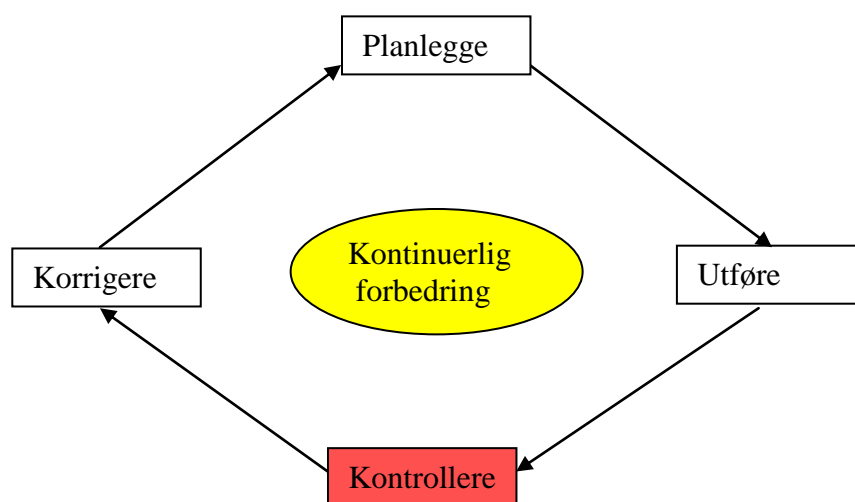 Planlegge
Korrigere
Kontinuerlig
forbedring
Utføre
Kontrollere